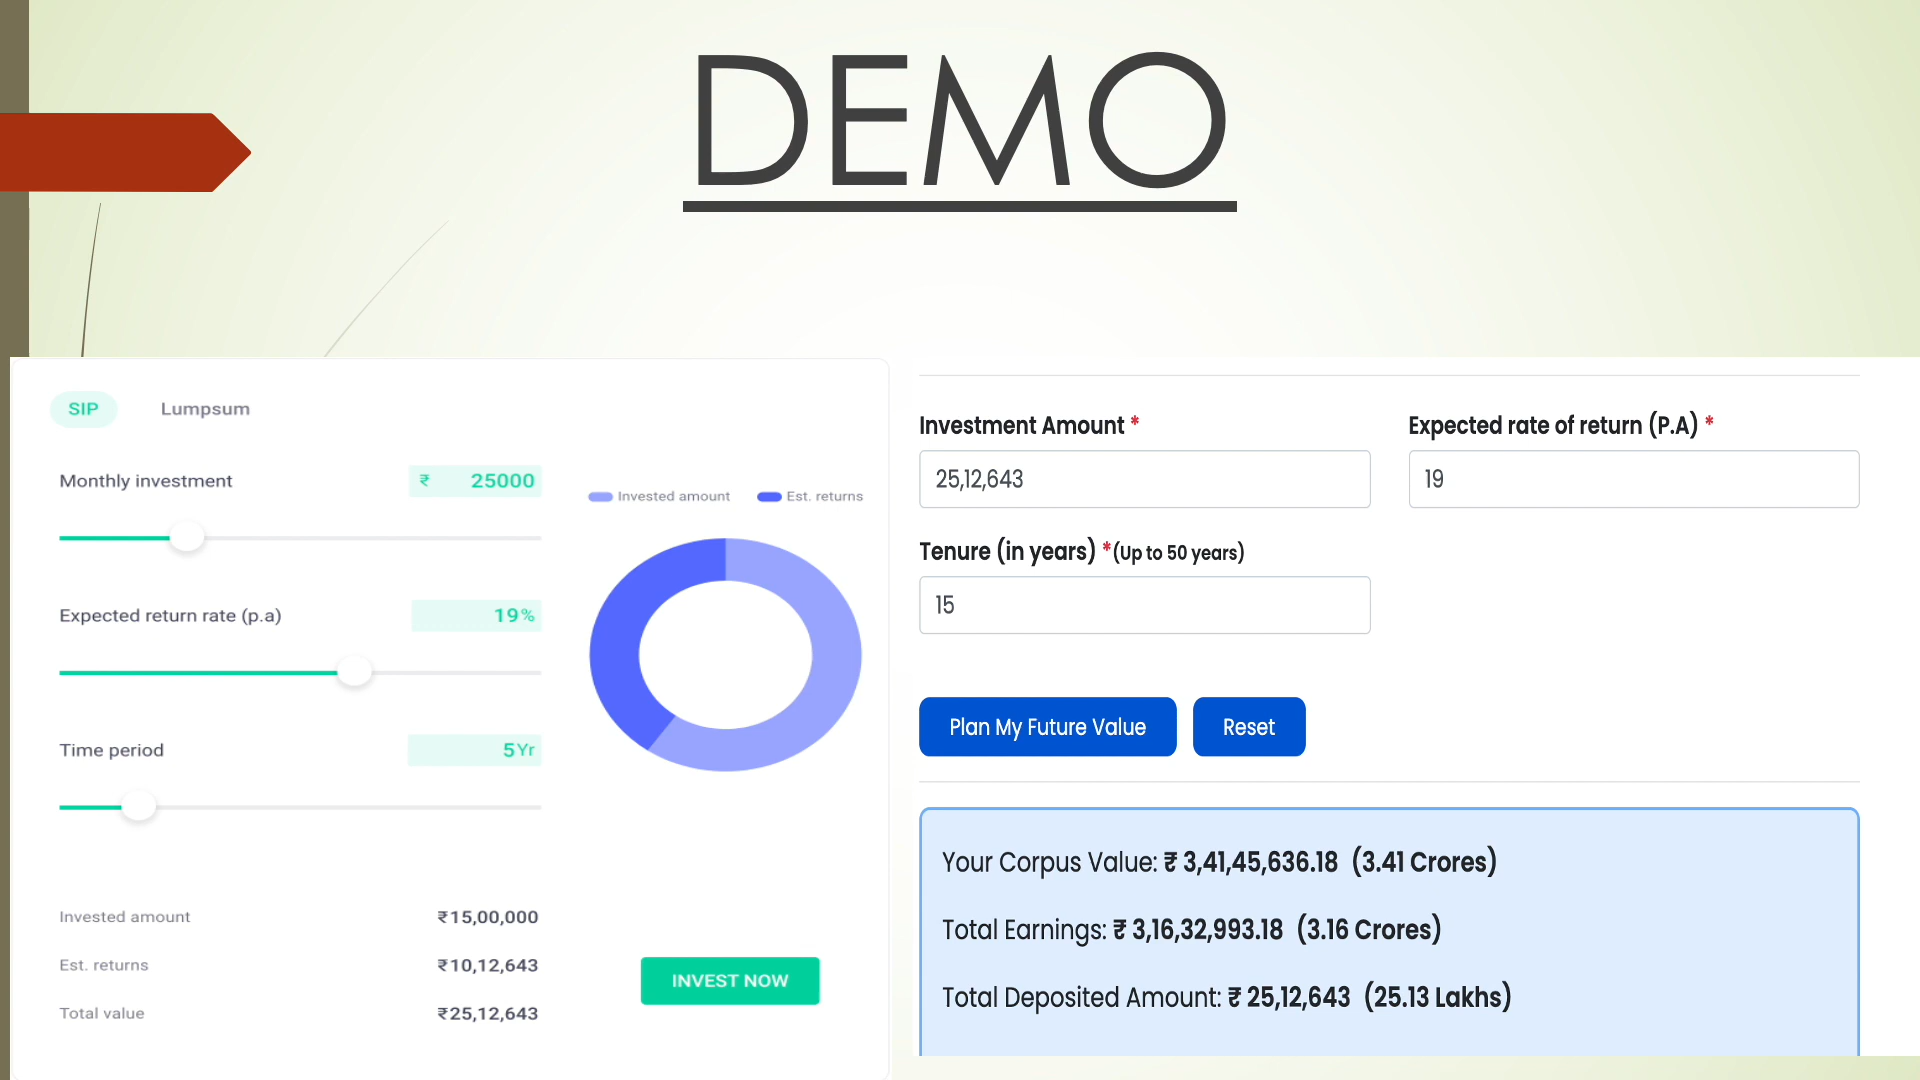 DEMO
SIP Lumpsum
Monthly investment ₹ 25000
Invested amount Est. returns
Expected return rate (p.a) 19%
Time period 5Yr
Invested amount ₹15,00,000
Est. returns ₹10,12,643
INVEST NOW
Total value ₹25,12,643
Investment Amount * Expected rate of return (P.A) *
25,12,643 19
Tenure (in years) *(Up to 50 years)
15
Plan My Future Value Reset
Your Corpus Value: ₹ 3,41,45,636.18 (3.41 Crores)
Total Earnings: ₹ 3,16,32,993.18 (3.16 Crores)
Total Deposited Amount: ₹ 25,12,643 (25.13 Lakhs)